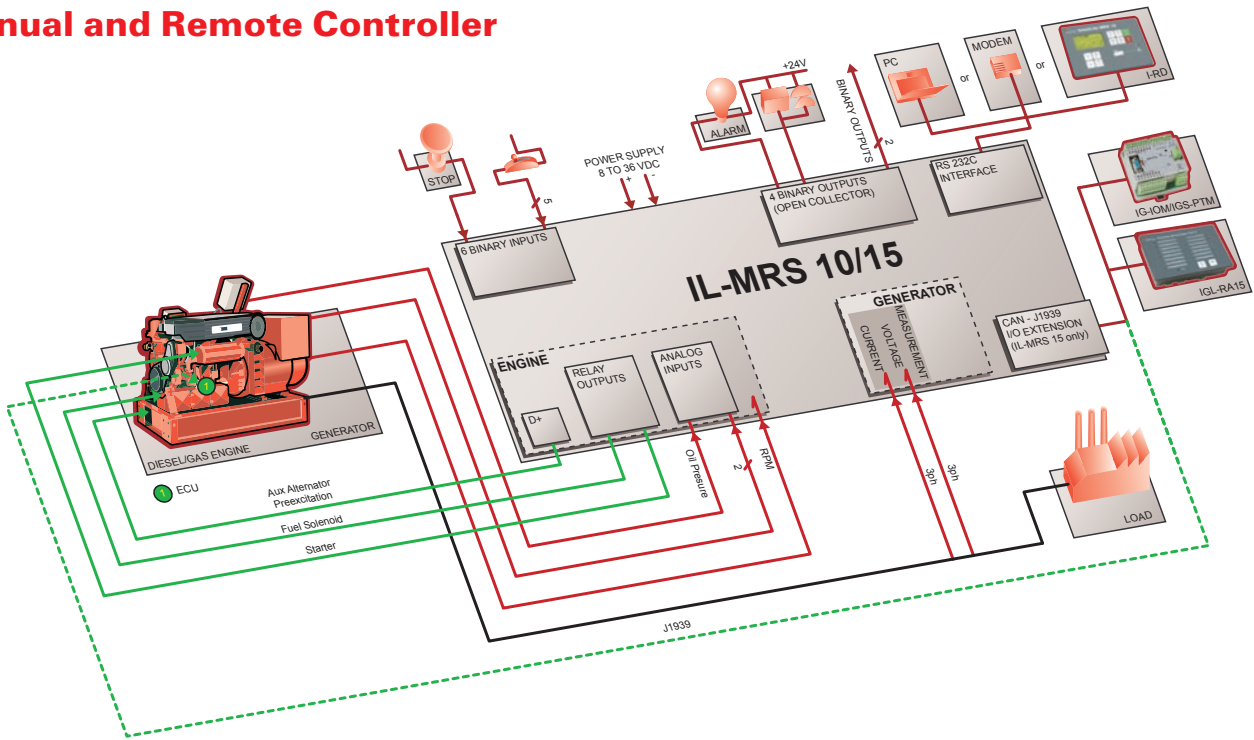 nual and Remote Controller
+24V
ALARM
BINARY OUTPUTS
2
PC
or
MODEM
or
I-RD
STOP
5
POWER SUPPLY
8 TO 36 VDC
+ -
6 BINARY INPUTS
4 BINARY OUTPUTS
(OPEN COLLECTOR)
RS 232C
INTERFACE
IG-IOM/IGS-PTM
IGL-RA15
IL-MRS 10/15
GENERATOR
MEASUREMENT
VOLTAGE
CURRENT
CAN - J1939
I/O EXTENSION
(IL-MRS 15 only)
ENGINE
D+
RELAY
OUTPUTS
ANALOG
INPUTS
1
DIESEL/GAS ENGINE
GENERATOR
1 ECU
Aux Alternator
Preexcitation
Fuel Solenoid
Starter
Oil Presure
2
RPM
3ph
3ph
LOAD
J1939